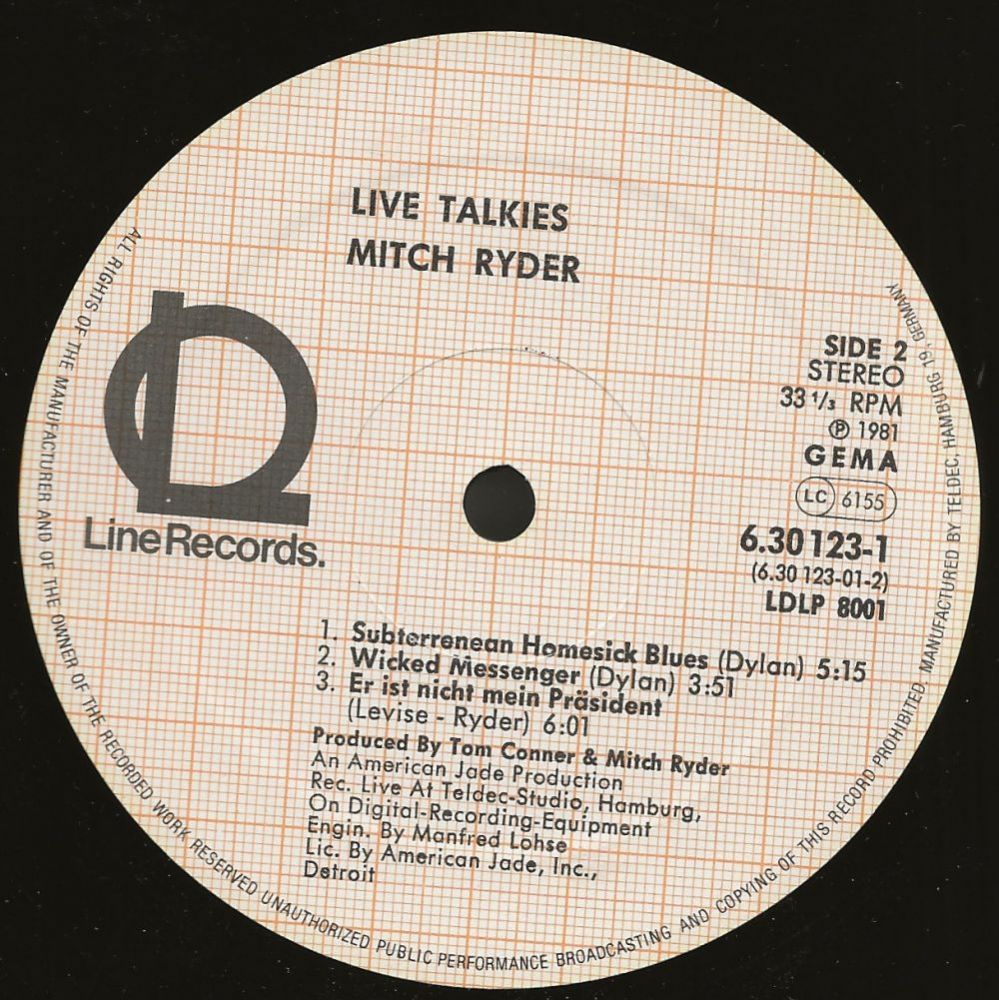 LIVE TALKIES
MITCH RYDER
SIDE 2
STEREO
33 1/3 RPM
℗ 1981
GEMA
LC 6155
6.30 123-1
(6.30 123-01-2)
LDLP 8001
LineRecords.
1. Subterrenean Homesick Blues (Dylan) 5:15
2. Wicked Messenger (Dylan) 3:51
3. Er ist nicht mein Präsident
(Levise - Ryder) 6:01
Produced By Tom Conner & Mitch Ryder
An American Jade Production
Rec. Live At Teldec-Studio, Hamburg,
On Digital-Recording-Equipment
Engin. By Manfred Lohse
Lic. By American Jade, Inc.,
Detroit
ALL RIGHTS OF THE MANUFACTURER AND OF THE OWNER OF THE RECORDED WORK RESERVED UNAUTHORIZED PUBLIC PERFORMANCE BROADCASTING AND COPYING OF THIS RECORD PROHIBITED. MANUFACTURED BY TELDEC, HAMBURG 19, GERMANY